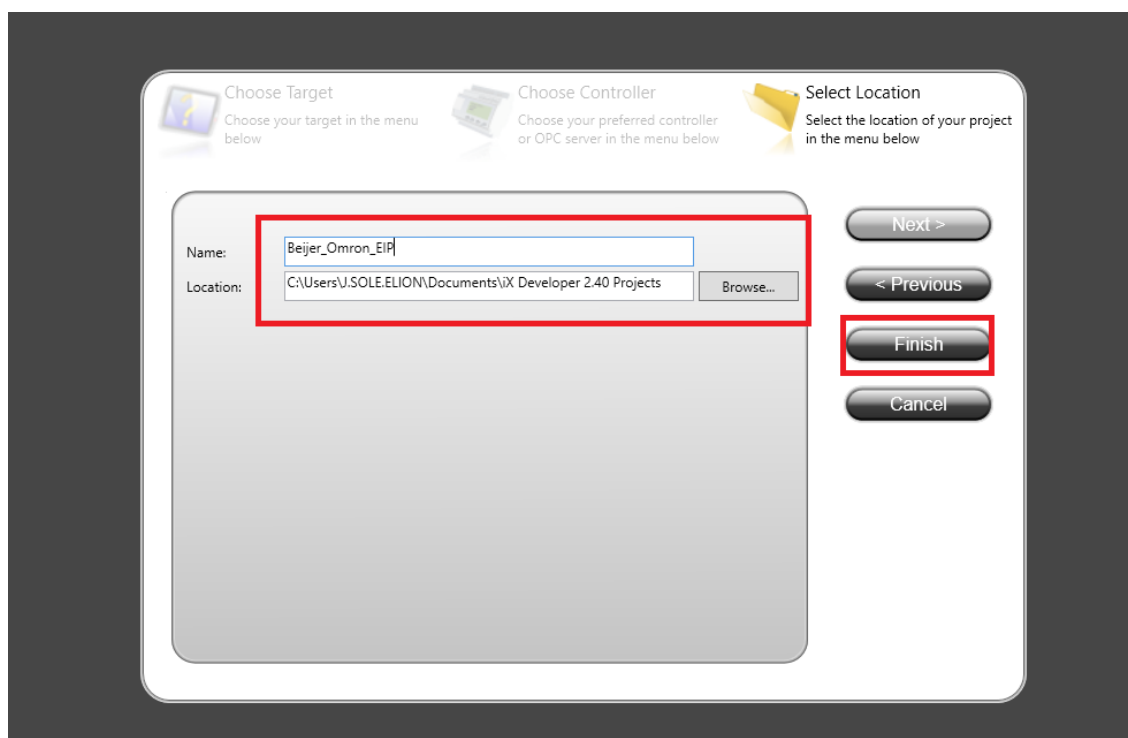 Choose Target
Choose your target in the menu
below
Choose Controller
Choose your preferred controller
or OPC server in the menu below
Select Location
Select the location of your project
in the menu below
Name:
Beijer_Omron_EIP
Location:
C:\Users\J.SOLE.ELION\Documents\iX Developer 2.40 Projects
Browse...
Next >
< Previous
Finish
Cancel